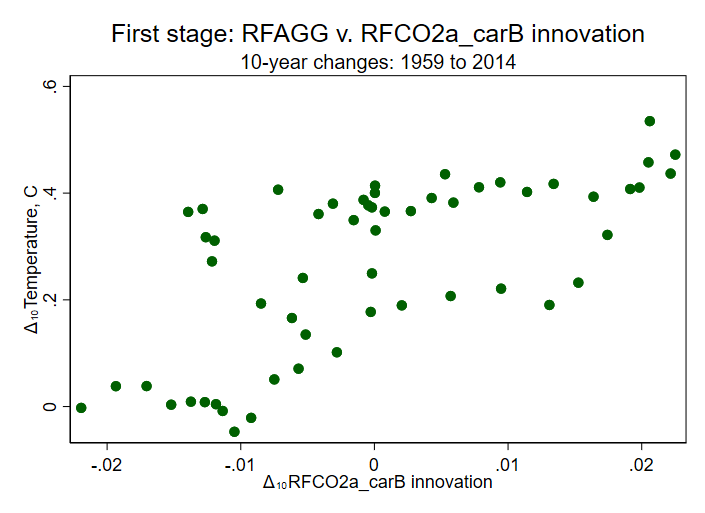 First stage: RFAGG v. RFCO2a_carB innovation
10-year changes: 1959 to 2014
.6
.4
.2
0
Δ₁₀Temperature, C
-.02 -.01 0 .01 .02
Δ₁₀RFCO2a_carB innovation